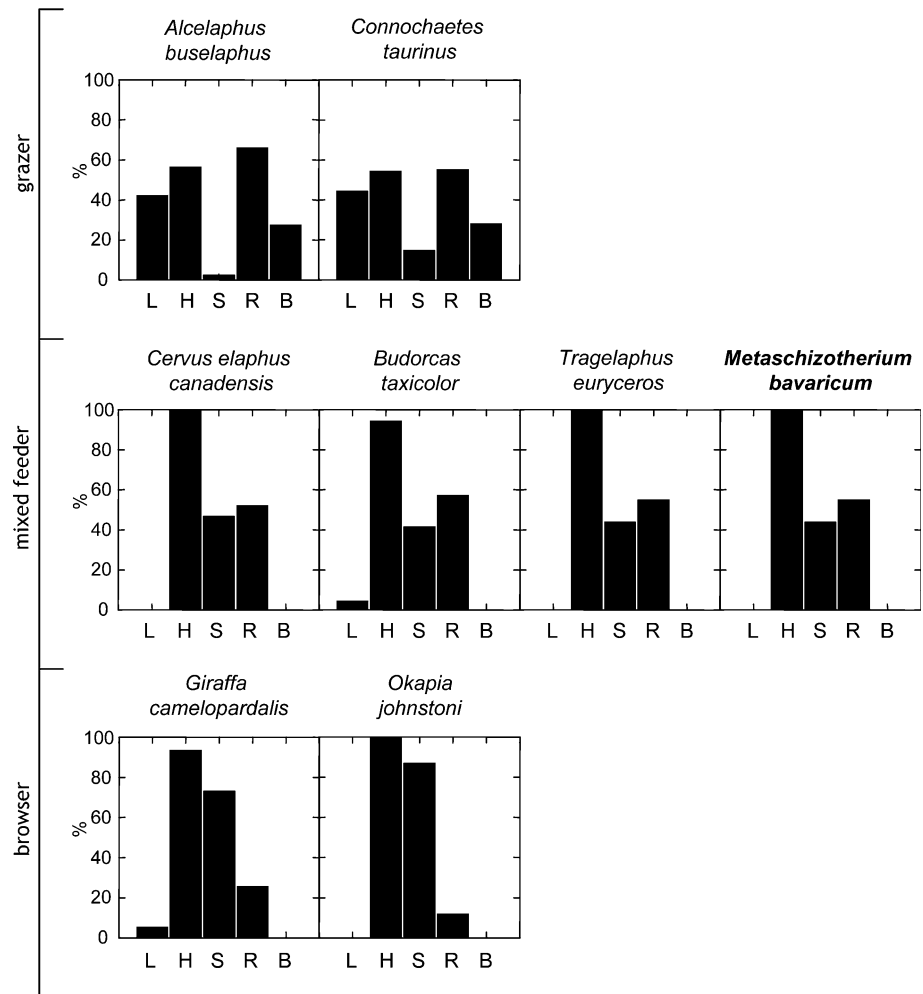 grazer
Alcelaphus
buselaphus
Connochaetes
taurinus
%
100
80
60
40
20
0
L H S R B
L H S R B
mixed feeder
Cervus elaphus
canadensis
Budorcas
taxicolor
Tragelaphus
euryceros
Metaschizotherium
bavaricum
%
100
80
60
40
20
0
L H S R B
L H S R B
L H S R B
L H S R B
browser
Giraffa
camelopardalis
Okapia
johnstoni
%
100
80
60
40
20
0
L H S R B
L H S R B